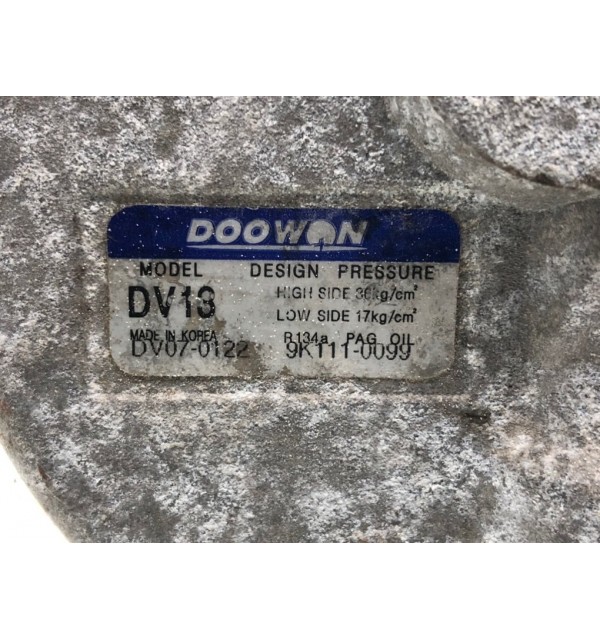 DOOWON
MODEL DESIGN PRESSURE
DV13 HIGH SIDE 36kg/cm²
LOW SIDE 17kg/cm²
MADE IN KOREA R134a PAG OIL
DV07-0122 9K111-0099